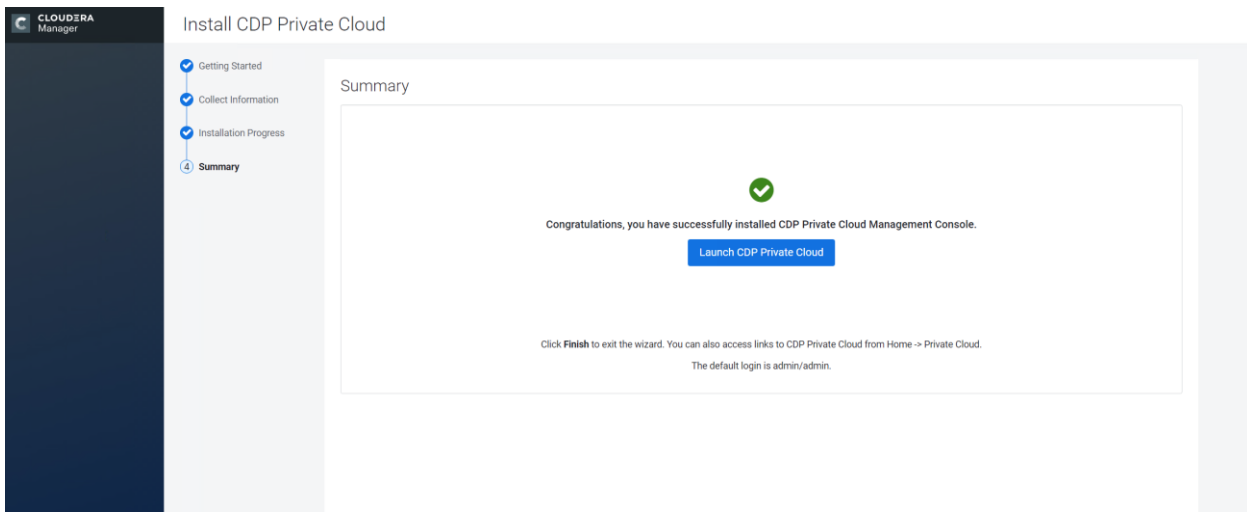 CLOUDERA
Manager
Install CDP Private Cloud
Getting Started
Collect Information
Installation Progress
4 Summary
Summary
Congratulations, you have successfully installed CDP Private Cloud Management Console.
Launch CDP Private Cloud
Click Finish to exit the wizard. You can also access links to CDP Private Cloud from Home -> Private Cloud.
The default login is admin/admin.